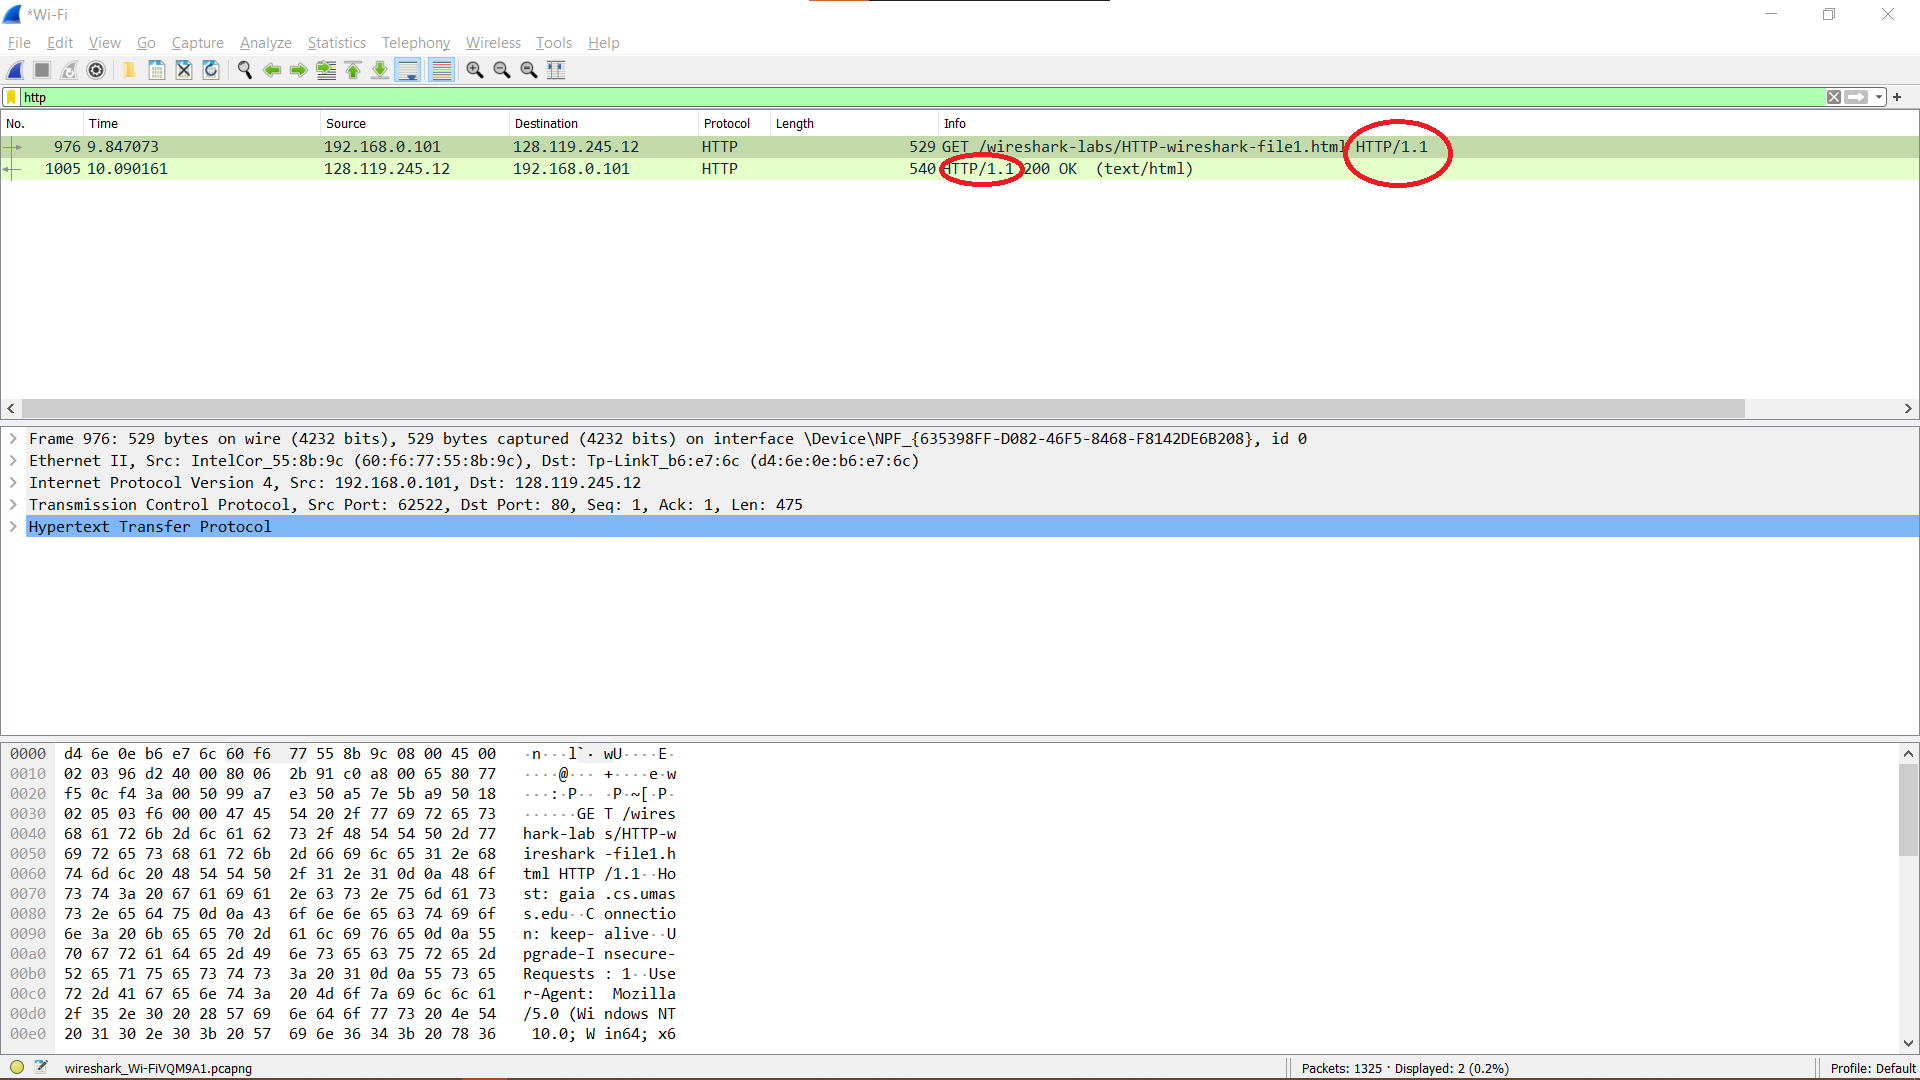 *Wi-Fi
File Edit View Go Capture Analyze Statistics Telephony Wireless Tools Help
http
No. Time Source Destination Protocol Length Info
976 9.847073 192.168.0.101 128.119.245.12 HTTP 529 GET /wireshark-labs/HTTP-wireshark-file1.html HTTP/1.1
1005 10.090161 128.119.245.12 192.168.0.101 HTTP 540 HTTP/1.1 200 OK (text/html)
Frame 976: 529 bytes on wire (4232 bits), 529 bytes captured (4232 bits) on interface \Device\NPF_{635398FF-D082-46F5-8468-F8142DE6B208}, id 0
Ethernet II, Src: IntelCor_55:8b:9c (60:f6:77:55:8b:9c), Dst: Tp-LinkT_b6:e7:6c (d4:6e:0e:b6:e7:6c)
Internet Protocol Version 4, Src: 192.168.0.101, Dst: 128.119.245.12
Transmission Control Protocol, Src Port: 62522, Dst Port: 80, Seq: 1, Ack: 1, Len: 475
Hypertext Transfer Protocol
0000 d4 6e 0e b6 e7 6c 60 f6 77 55 8b 9c 08 00 45 00 ·n···l`· wU····E·
0010 02 03 96 d2 40 00 80 06 2b 91 c0 a8 00 65 80 77 ····@··· +····e·w
0020 f5 0c f4 3a 00 50 99 a7 e3 50 a5 7e 5b a9 50 18 ···:·P·· ·P·~[·P·
0030 02 05 03 f6 00 00 47 45 54 20 2f 77 69 72 65 73 ······GE T /wires
0040 68 61 72 6b 2d 6c 61 62 73 2f 48 54 54 50 2d 77 hark-lab s/HTTP-w
0050 69 72 65 73 68 61 72 6b 2d 66 69 6c 65 31 2e 68 ireshark -file1.h
0060 74 6d 6c 20 48 54 54 50 2f 31 2e 31 0d 0a 48 6f tml HTTP /1.1··Ho
0070 73 74 3a 20 67 61 69 61 2e 63 73 2e 75 6d 61 73 st: gaia .cs.umas
0080 73 2e 65 64 75 0d 0a 43 6f 6e 6e 65 63 74 69 6f s.edu··C onnectio
0090 6e 3a 20 6b 65 65 70 2d 61 6c 69 76 65 0d 0a 55 n: keep- alive··U
00a0 70 67 72 61 64 65 2d 49 6e 73 65 63 75 72 65 2d pgrade-I nsecure-
00b0 52 65 71 75 65 73 74 73 3a 20 31 0d 0a 55 73 65 Requests : 1··Use
00c0 72 2d 41 67 65 6e 74 3a 20 4d 6f 7a 69 6c 6c 61 r-Agent: Mozilla
00d0 2f 35 2e 30 20 28 57 69 6e 64 6f 77 73 20 4e 54 /5.0 (Wi ndows NT
00e0 20 31 30 2e 30 3b 20 57 69 6e 36 34 3b 20 78 36 10.0; W in64; x6
wireshark_Wi-FiVQM9A1.pcapng Packets: 1325 · Displayed: 2 (0.2%) Profile: Default